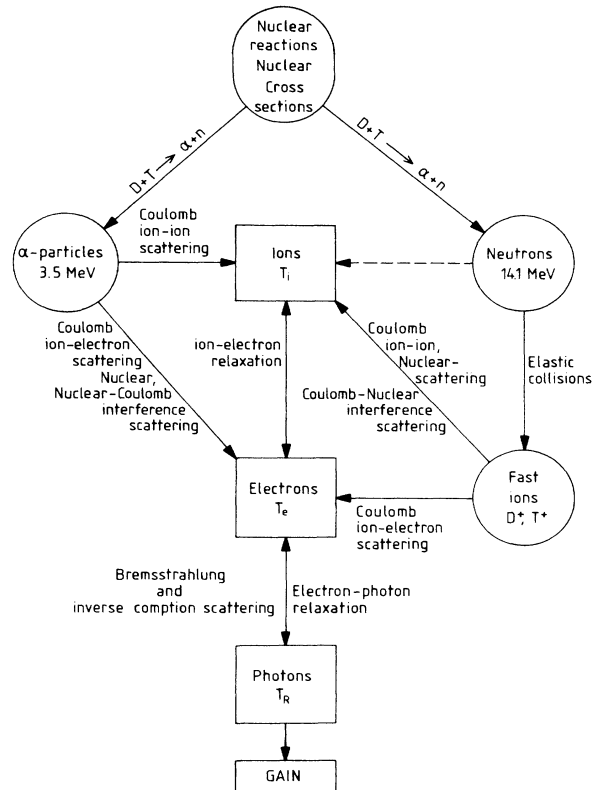 Nuclear
reactions
Nuclear
Cross
sections
D+T → α+n
D+T → α+n
α-particles
3.5 MeV
Coulomb
ion-ion
scattering
Ions
Ti
Neutrons
14.1 MeV
Coulomb
ion-electron
scattering
Nuclear,
Nuclear-Coulomb
interference
scattering
ion-electron
relaxation
Coulomb
ion-ion,
Nuclear-
scattering
Coulomb-Nuclear
interference
scattering
Elastic
collisions
Electrons
Te
Coulomb
ion-electron
scattering
Fast
ions
D+, T+
Bremsstrahlung
and
inverse comption scattering
Electron-photon
relaxation
Photons
TR
GAIN